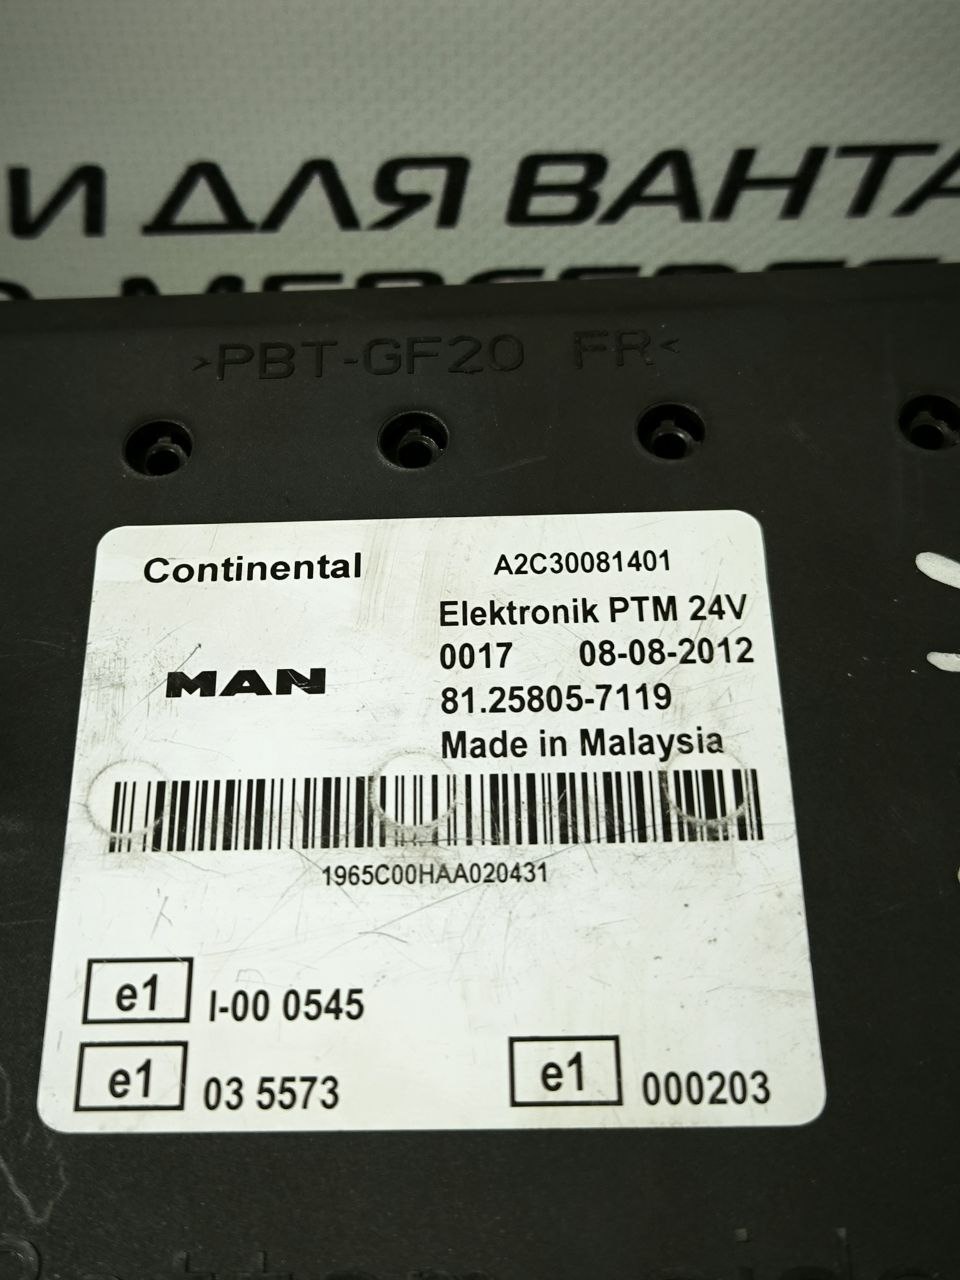 И ДЛЯ ВАНТА
MERCEDES
>PBT-GF20 FR<
Continental A2C30081401
Elektronik PTM 24V
0017 08-08-2012
MAN
81.25805-7119
Made in Malaysia
1965C00HAA020431
e1 I-00 0545
e1 03 5573 e1 000203